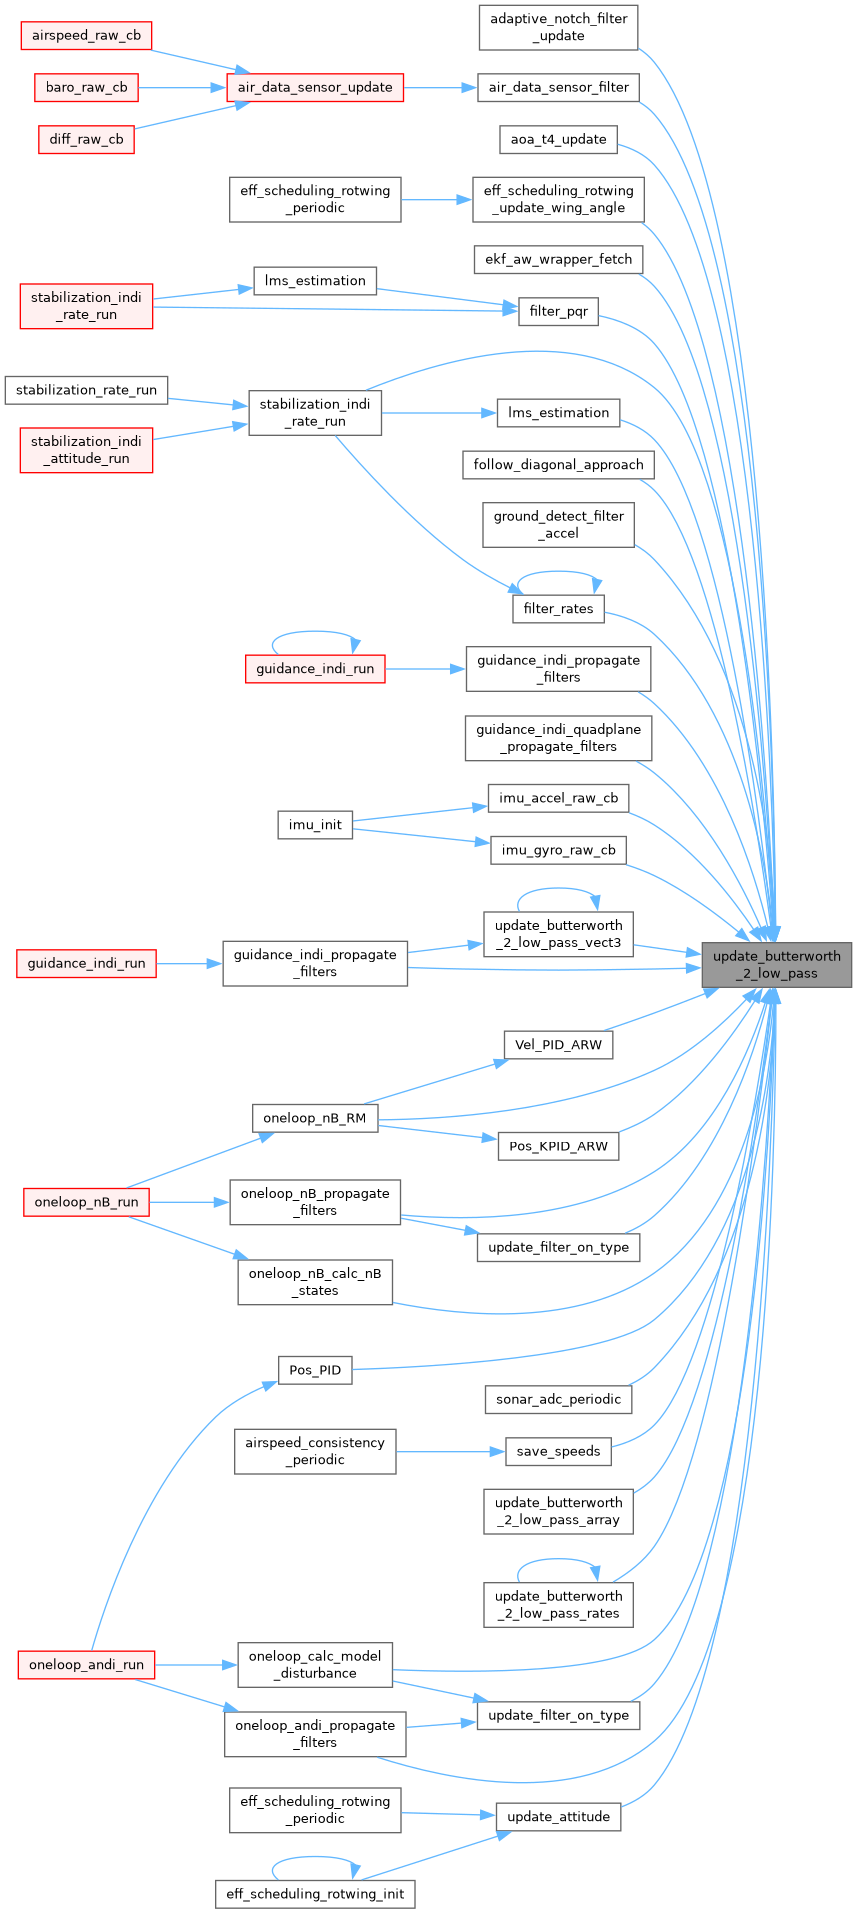 adaptive_notch_filter
_update
airspeed_raw_cb
baro_raw_cb
air_data_sensor_update
air_data_sensor_filter
diff_raw_cb
aoa_t4_update
eff_scheduling_rotwing
_periodic
eff_scheduling_rotwing
_update_wing_angle
ekf_aw_wrapper_fetch
lms_estimation
stabilization_indi
_rate_run
filter_pqr
stabilization_rate_run
stabilization_indi
_rate_run
lms_estimation
stabilization_indi
_attitude_run
follow_diagonal_approach
ground_detect_filter
_accel
filter_rates
guidance_indi_run
guidance_indi_propagate
_filters
guidance_indi_quadplane
_propagate_filters
imu_accel_raw_cb
imu_init
imu_gyro_raw_cb
update_butterworth
_2_low_pass_vect3
guidance_indi_run
guidance_indi_propagate
_filters
update_butterworth
_2_low_pass
Vel_PID_ARW
oneloop_nB_RM
Pos_KPID_ARW
oneloop_nB_run
oneloop_nB_propagate
_filters
update_filter_on_type
oneloop_nB_calc_nB
_states
Pos_PID
sonar_adc_periodic
airspeed_consistency
_periodic
save_speeds
update_butterworth
_2_low_pass_array
update_butterworth
_2_low_pass_rates
oneloop_andi_run
oneloop_calc_model
_disturbance
update_filter_on_type
oneloop_andi_propagate
_filters
eff_scheduling_rotwing
_periodic
update_attitude
eff_scheduling_rotwing_init